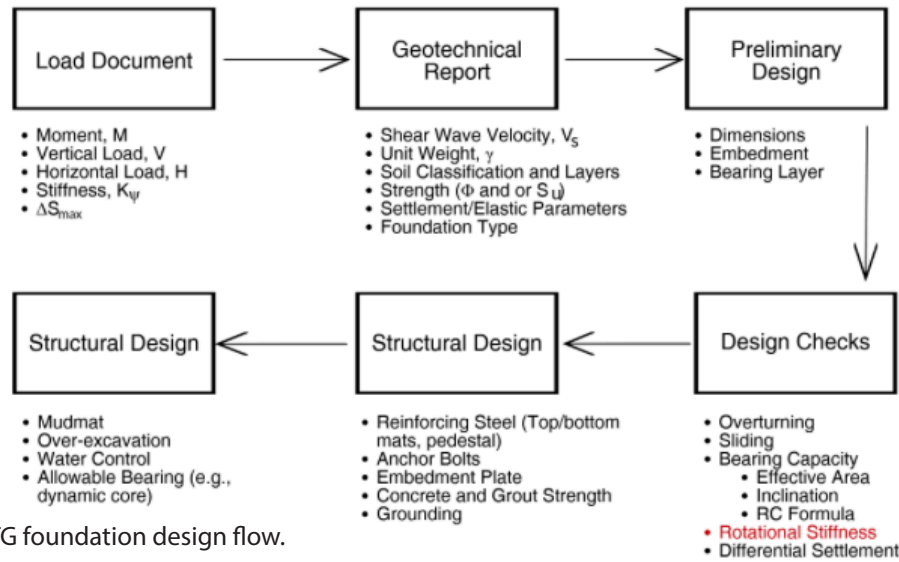 Load Document
• Moment, M
• Vertical Load, V
• Horizontal Load, H
• Stiffness, Kψ
• ΔSmax
Geotechnical
Report
• Shear Wave Velocity, Vs
• Unit Weight, γ
• Soil Classification and Layers
• Strength (Φ and or Su)
• Settlement/Elastic Parameters
• Foundation Type
Preliminary
Design
• Dimensions
• Embedment
• Bearing Layer
Design Checks
• Overturning
• Sliding
• Bearing Capacity
• Effective Area
• Inclination
• RC Formula
• Rotational Stiffness
• Differential Settlement
Structural Design
• Reinforcing Steel (Top/bottom
mats, pedestal)
• Anchor Bolts
• Embedment Plate
• Concrete and Grout Strength
• Grounding
Structural Design
• Mudmat
• Over-excavation
• Water Control
• Allowable Bearing (e.g.,
dynamic core)
G foundation design flow.